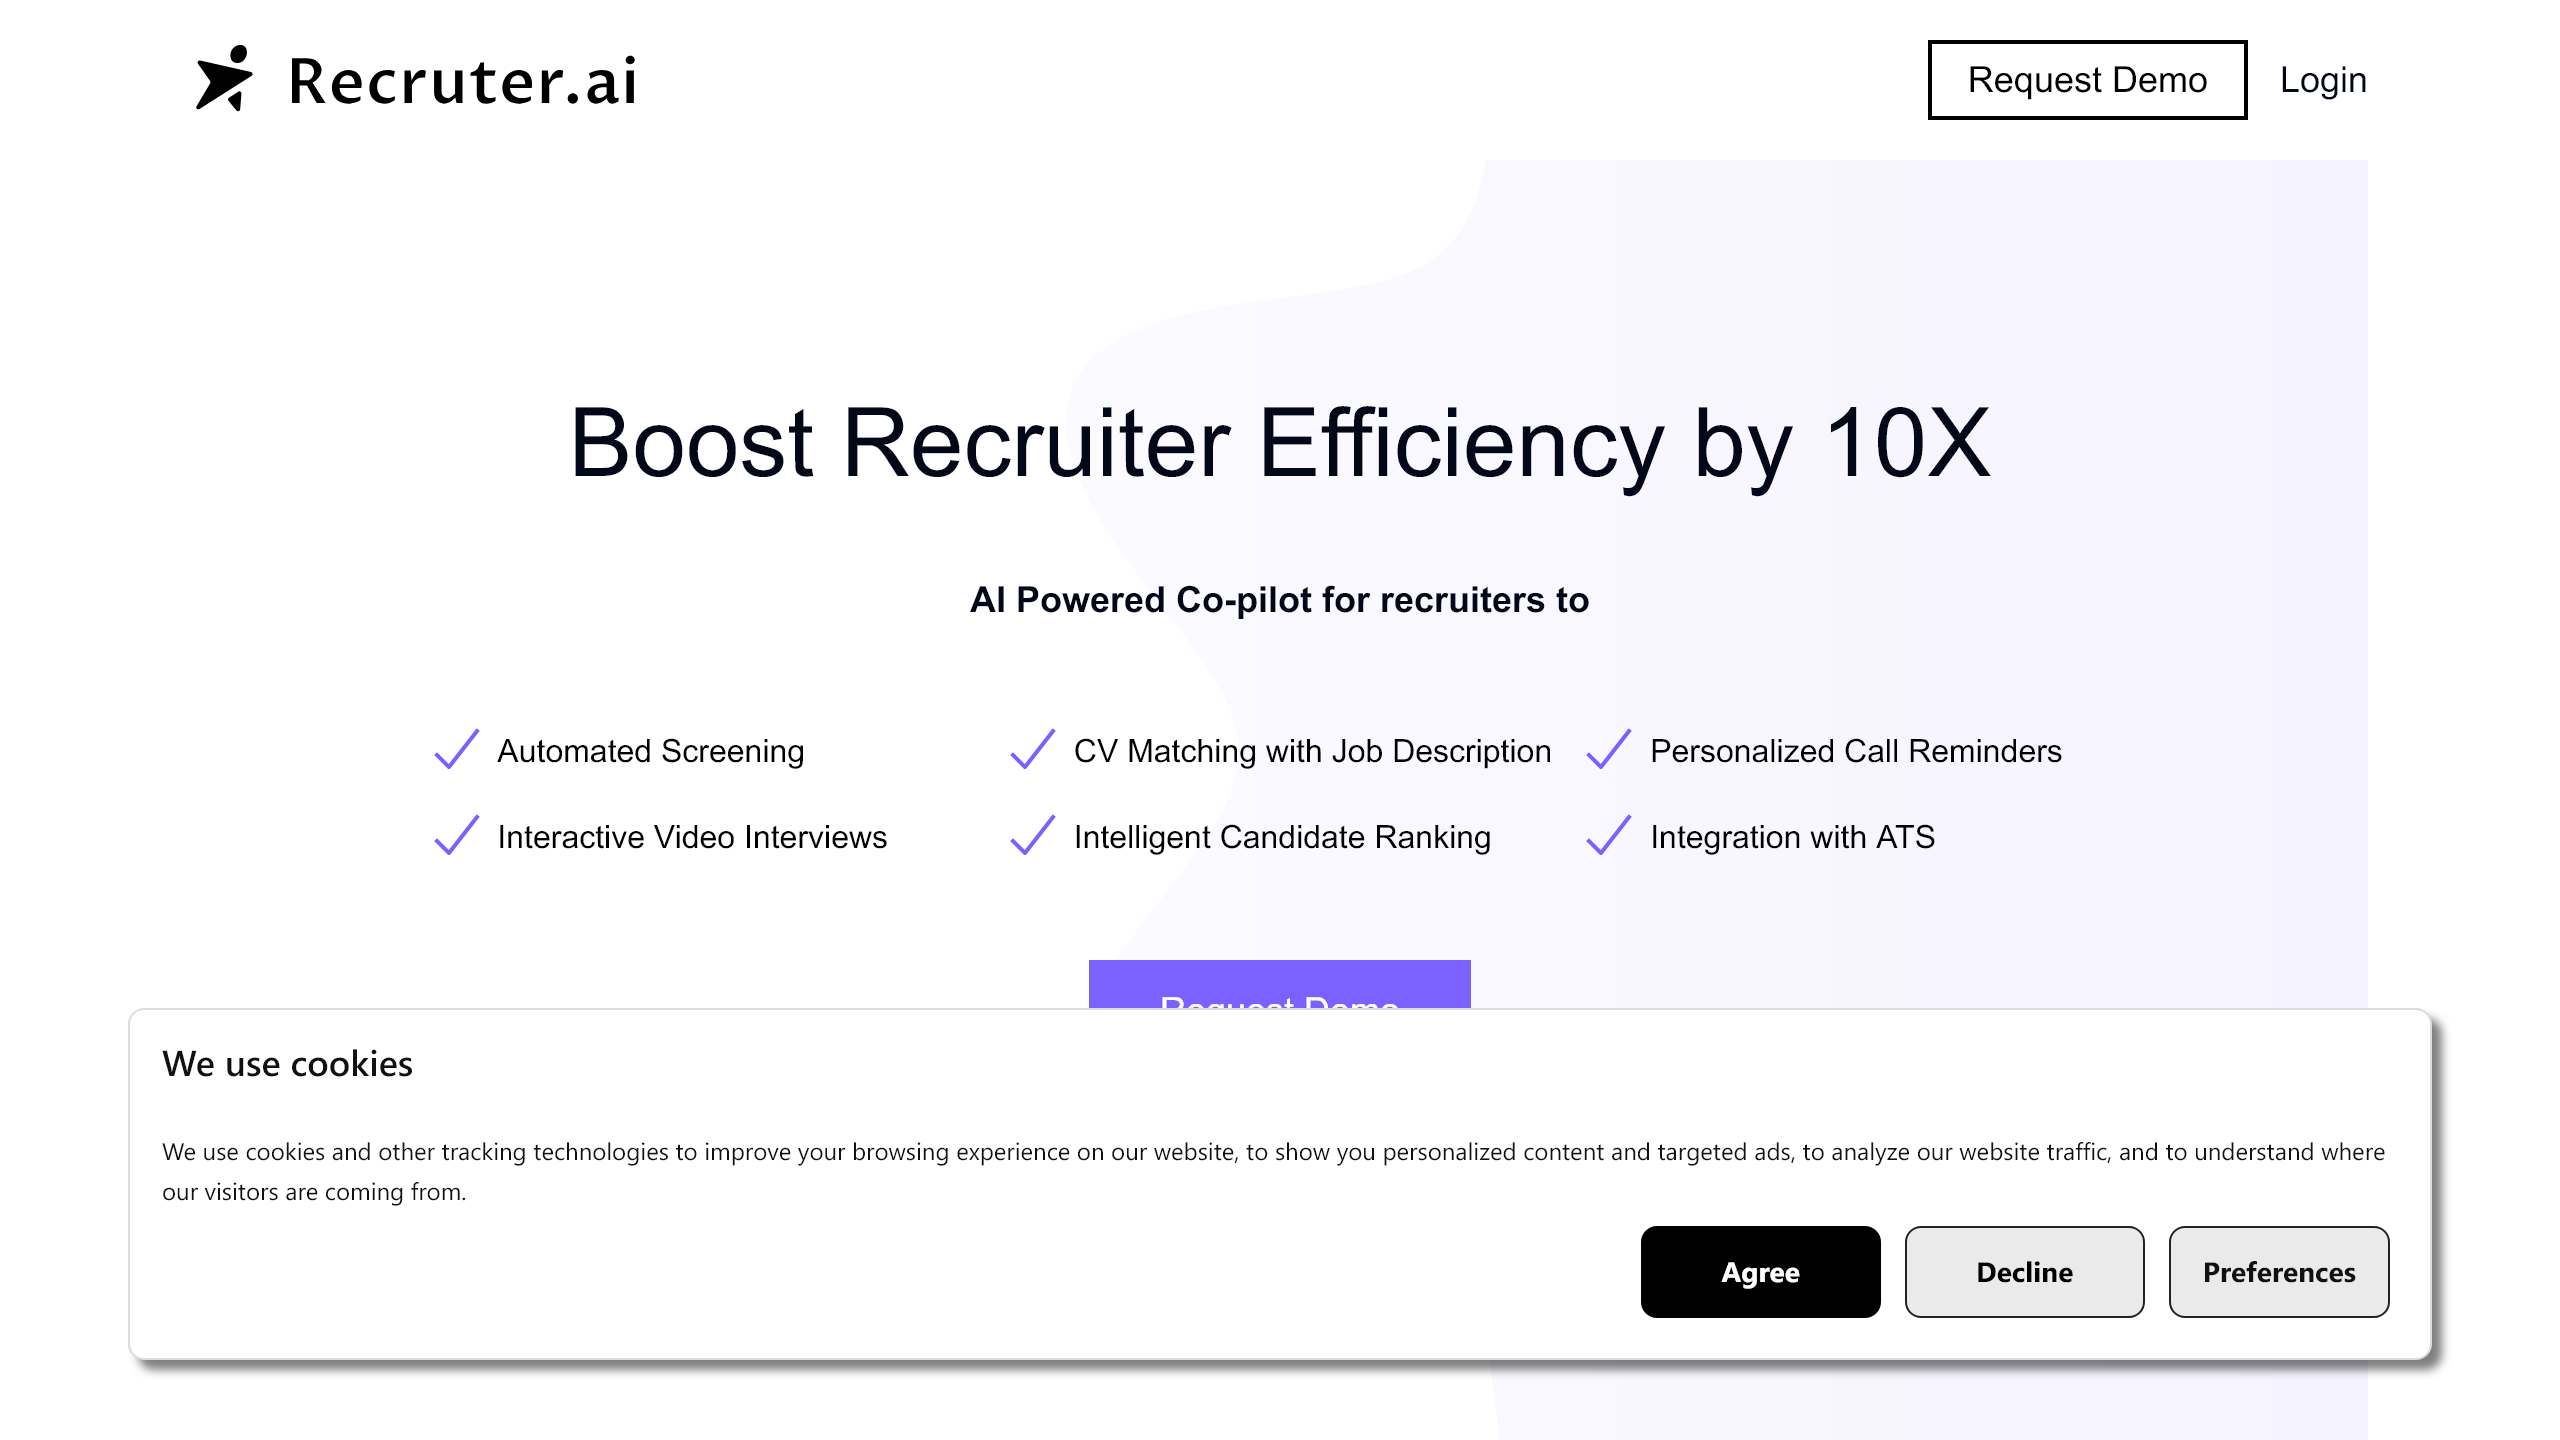 Recruter.ai
Request Demo
Login
Boost Recruiter Efficiency by 10X
AI Powered Co-pilot for recruiters to
Automated Screening
CV Matching with Job Description
Personalized Call Reminders
Interactive Video Interviews
Intelligent Candidate Ranking
Integration with ATS
Request Demo
We use cookies
We use cookies and other tracking technologies to improve your browsing experience on our website, to show you personalized content and targeted ads, to analyze our website traffic, and to understand where
our visitors are coming from.
Agree
Decline
Preferences